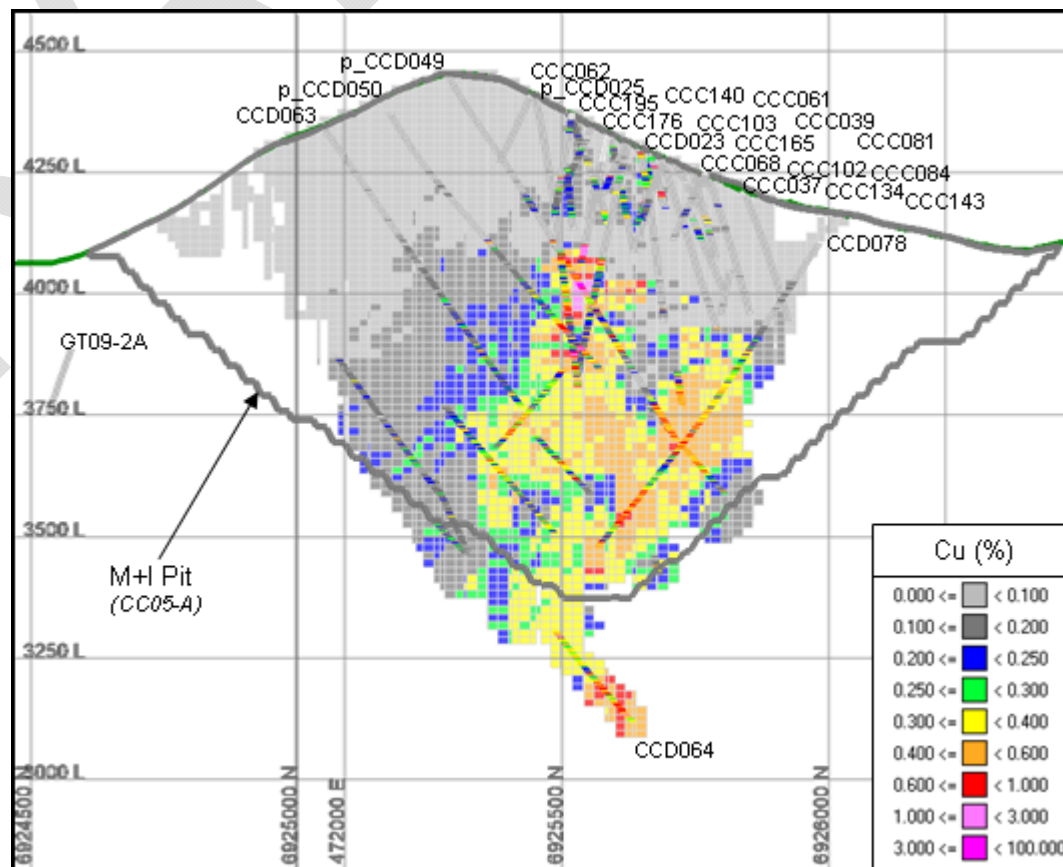 4500 L
p_CCD049
CCC062
p_CCD050
p_CCD025
CCC195
CCC140
CCC061
CCD063
CCC176
CCC103
CCC039
CCD023
CCC165
CCC081
4250 L
CCC068
CCC102
CCC084
CCC037
CCC134
CCC143
CCD078
4000 L
GT09-2A
3750 L
3500 L
M+I Pit
(CC05-A)
3250 L
CCD064
3000 L
6924500 N
6925000 N
472000 E
6925500 N
6926000 N
Cu (%)
0.000 <= < 0.100
0.100 <= < 0.200
0.200 <= < 0.250
0.250 <= < 0.300
0.300 <= < 0.400
0.400 <= < 0.600
0.600 <= < 1.000
1.000 <= < 3.000
3.000 <= < 100.000